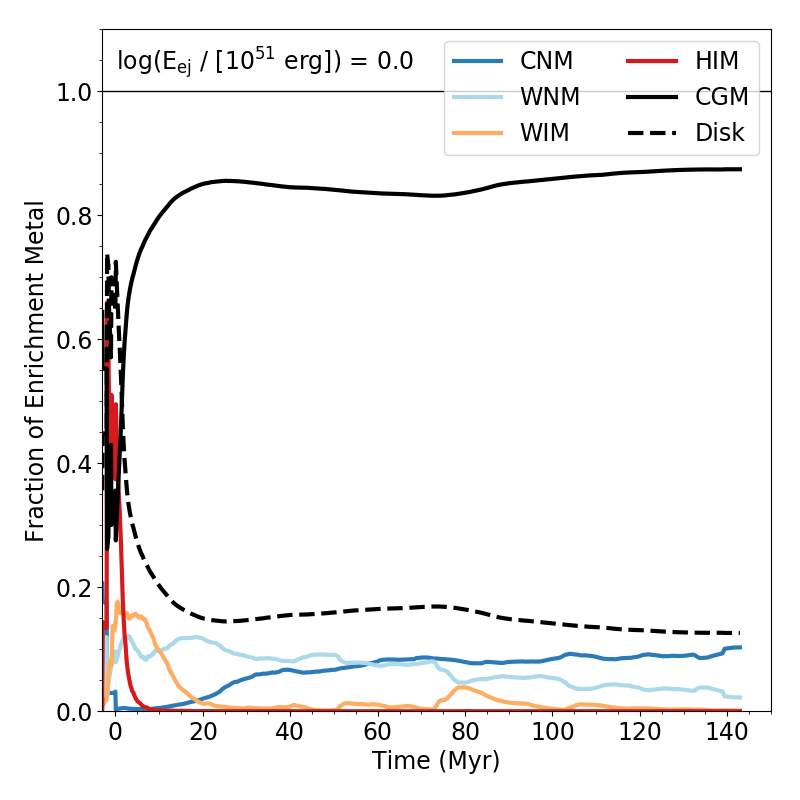 log(E_ej / [10^51 erg]) = 0.0
CNM
WNM
WIM
HIM
CGM
Disk
1.0
0.8
0.6
0.4
0.2
0.0
Fraction of Enrichment Metal
0 20 40 60 80 100 120 140
Time (Myr)